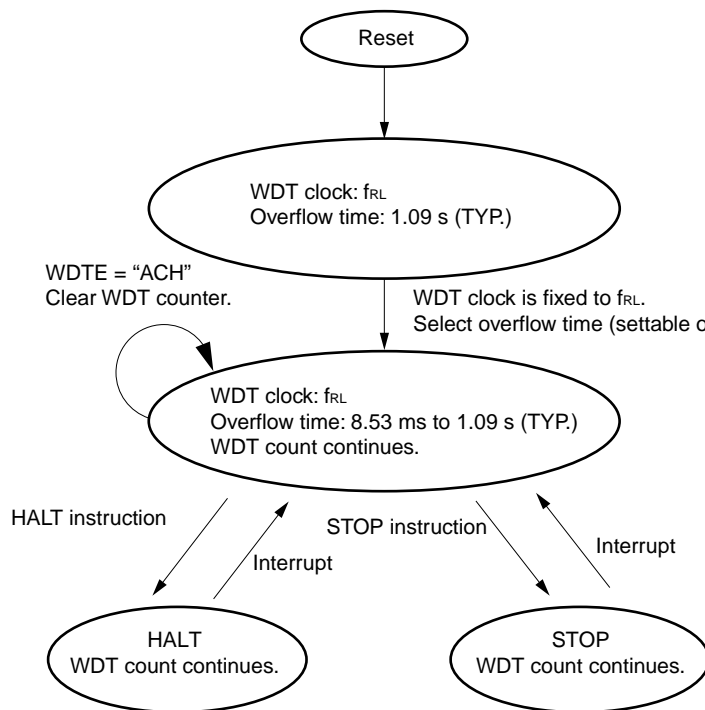 Reset
WDT clock: fRL
Overflow time: 1.09 s (TYP.)
WDTE = “ACH”
Clear WDT counter.
WDT clock is fixed to fRL.
Select overflow time (settable o
WDT clock: fRL
Overflow time: 8.53 ms to 1.09 s (TYP.)
WDT count continues.
HALT instruction
Interrupt
STOP instruction
Interrupt
HALT
WDT count continues.
STOP
WDT count continues.